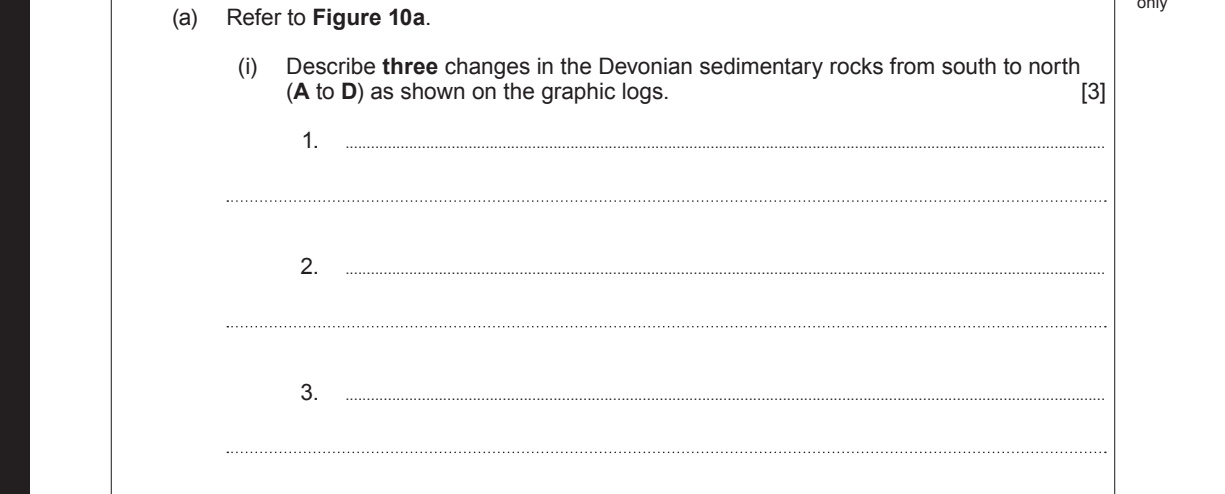 only
(a) Refer to Figure 10a.
(i) Describe three changes in the Devonian sedimentary rocks from south to north
(A to D) as shown on the graphic logs. [3]
1.
2.
3.